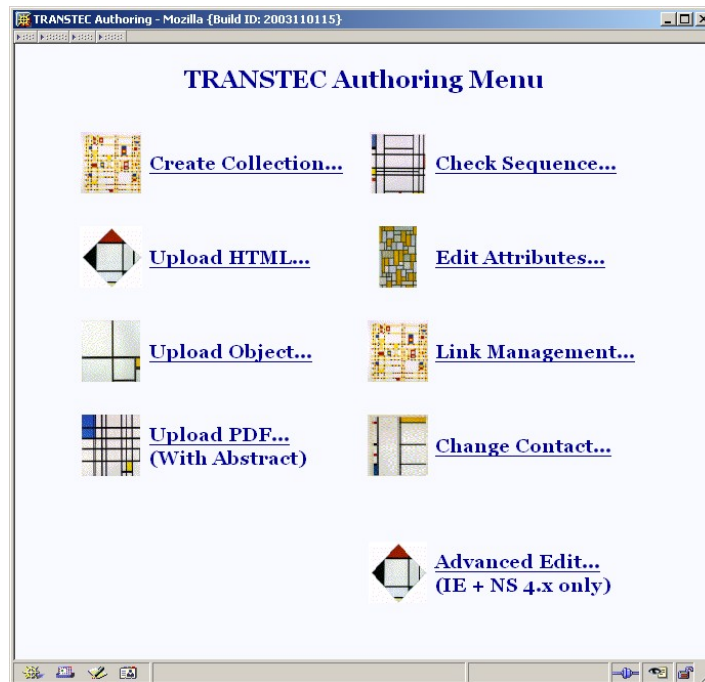 TRANSTEC Authoring - Mozilla {Build ID: 2003110115}
TRANSTEC Authoring Menu
Create Collection...
Check Sequence...
Upload HTML...
Edit Attributes...
Upload Object...
Link Management...
Upload PDF...
(With Abstract)
Change Contact...
Advanced Edit...
(IE + NS 4.x only)